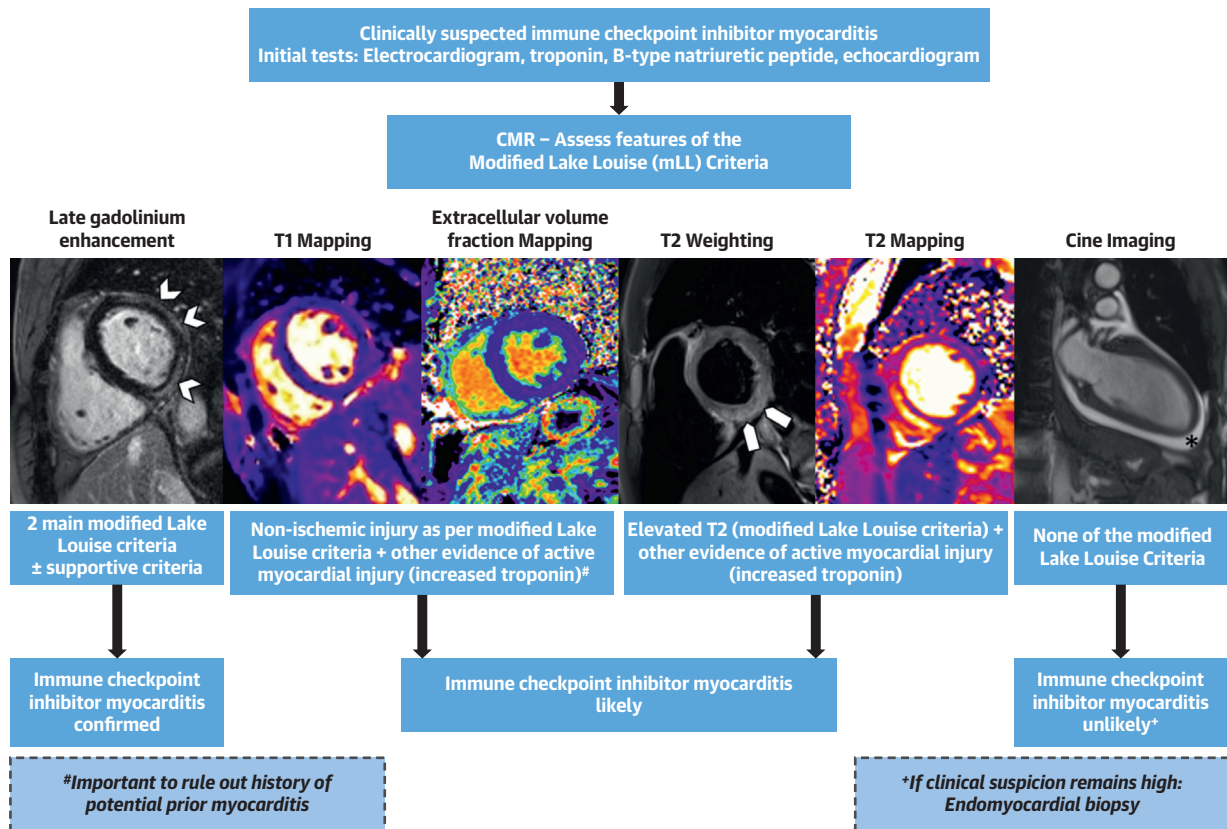 Clinically suspected immune checkpoint inhibitor myocarditis
Initial tests: Electrocardiogram, troponin, B-type natriuretic peptide, echocardiogram
CMR – Assess features of the
Modified Lake Louise (mLL) Criteria
Late gadolinium
enhancement
T1 Mapping
Extracellular volume
fraction Mapping
T2 Weighting
T2 Mapping
Cine Imaging
*
2 main modified Lake
Louise criteria
± supportive criteria
Non-ischemic injury as per modified Lake
Louise criteria + other evidence of active
myocardial injury (increased troponin)#
Elevated T2 (modified Lake Louise criteria) +
other evidence of active myocardial injury
(increased troponin)
None of the modified
Lake Louise Criteria
Immune checkpoint
inhibitor myocarditis
confirmed
Immune checkpoint inhibitor myocarditis
likely
Immune checkpoint
inhibitor myocarditis
unlikely+
#Important to rule out history of
potential prior myocarditis
+If clinical suspicion remains high:
Endomyocardial biopsy